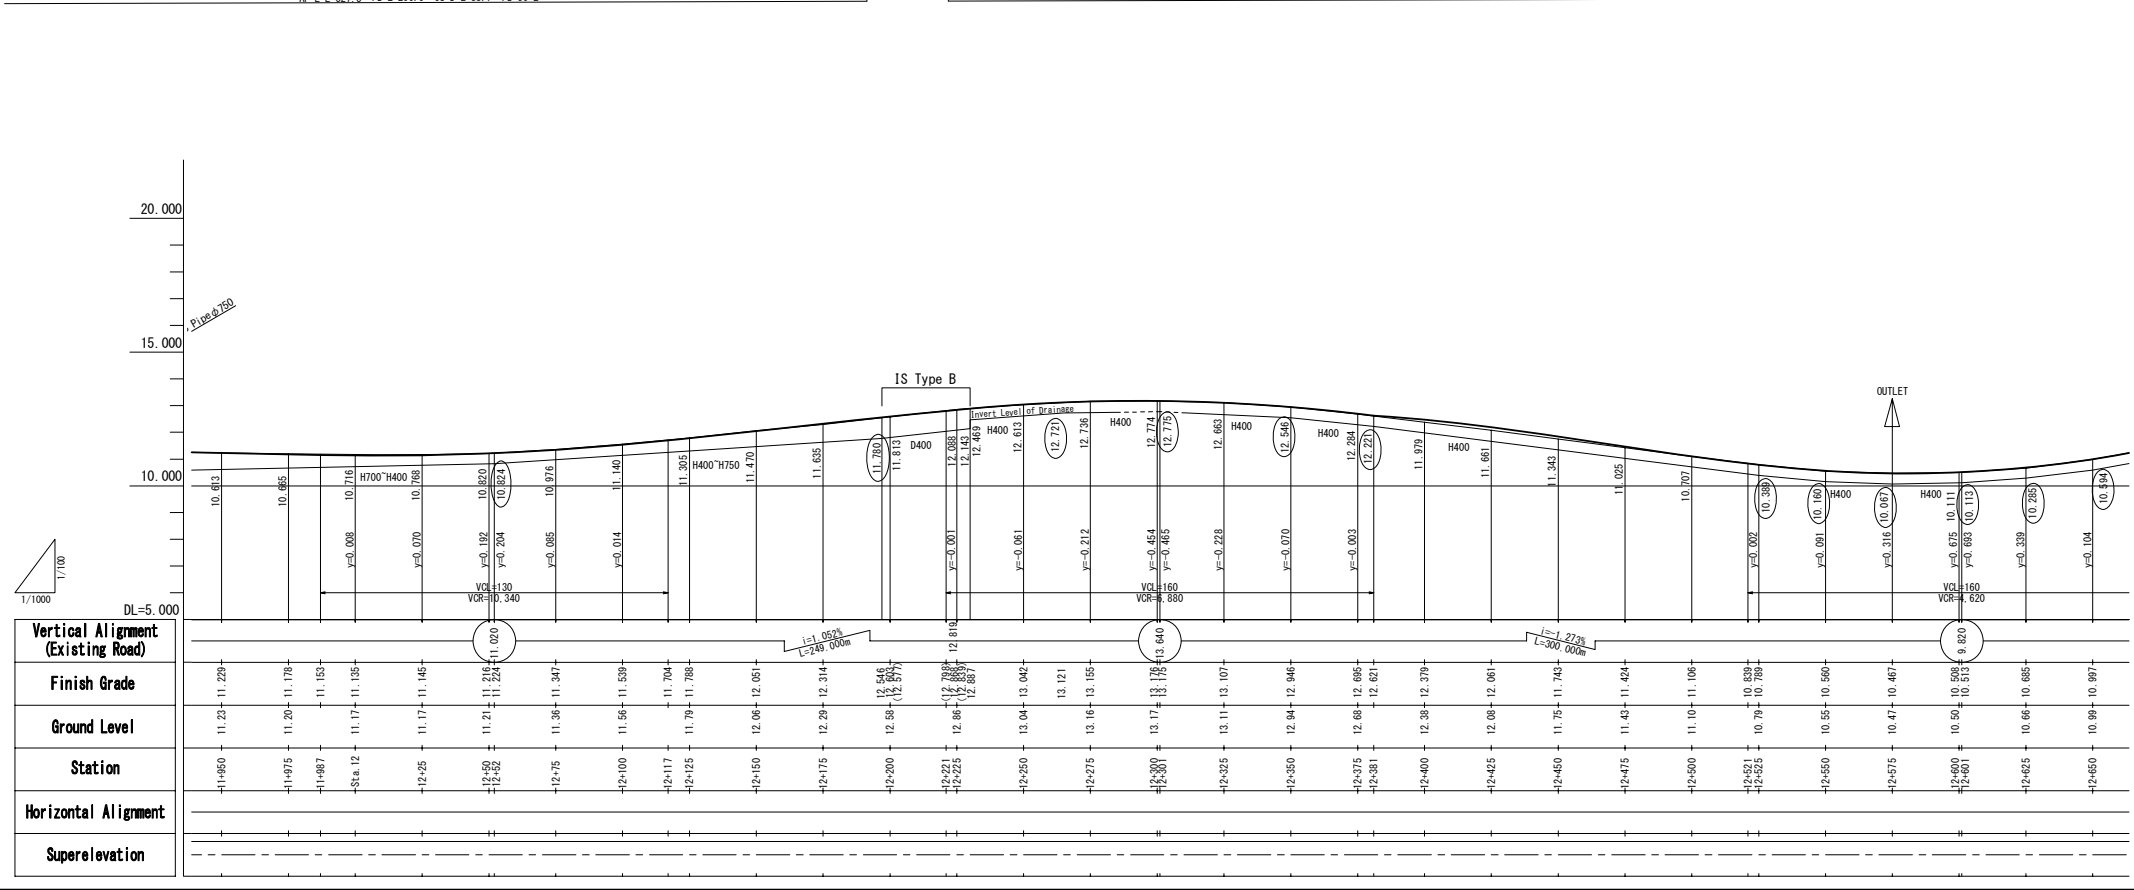 20.000
Pipeφ750
15.000
IS Type B
OUTLET
Invert Level of Drainage
10.000
10.613
10.665
10.716
H700~H400
10.768
10.820
10.824
10.976
11.140
11.305
H400~H750
11.470
11.635
11.780
11.813
D400
12.088
12.143
12.469
H400
12.613
12.721
12.736
H400
12.774
12.775
12.663
H400
12.546
H400
12.284
12.221
11.979
H400
11.661
11.343
11.025
10.707
10.389
10.160
H400
10.067
H400
10.111
10.113
10.285
10.594
y=0.008
y=0.070
y=0.192
y=0.204
y=0.085
y=0.014
y=-0.001
y=-0.061
y=-0.212
y=-0.454
y=-0.465
y=-0.228
y=-0.070
y=-0.003
y=0.002
y=0.091
y=0.316
y=0.675
y=0.693
y=0.339
y=0.104
1/100
1/1000
VCL=130
VCR=10,340
VCL=160
VCR=6,880
VCL=160
VCR=4,620
DL=5.000
Vertical Alignment
(Existing Road)
11.020
i=1.052%
L=249.000m
12.819
13.640
i=-1.273%
L=300.000m
9.820
Finish Grade
11.229
11.178
11.153
11.135
11.145
11.216
11.224
11.347
11.539
11.704
11.788
12.051
12.314
12.546
12.603
(12.577)
(12.798)
12.868
(12.839)
12.887
13.042
13.121
13.155
13.176
13.175
13.107
12.946
12.695
12.621
12.379
12.061
11.743
11.424
11.106
10.839
10.789
10.560
10.467
10.508
10.513
10.685
10.997
Ground Level
11.23
11.20
11.17
11.17
11.21
11.36
11.56
11.79
12.06
12.29
12.58
12.86
13.04
13.16
13.17
13.11
12.94
12.68
12.38
12.08
11.75
11.43
11.10
10.79
10.55
10.47
10.50
10.66
10.99
Station
11+950
11+975
11+987
Sta.12
12+25
12+50
12+52
12+75
12+100
12+117
12+125
12+150
12+175
12+200
12+221
12+225
12+250
12+275
12+300
12+301
12+325
12+350
12+375
12+381
12+400
12+425
12+450
12+475
12+500
12+521
12+525
12+550
12+575
12+600
12+601
12+625
12+650
Horizontal Alignment
Superelevation